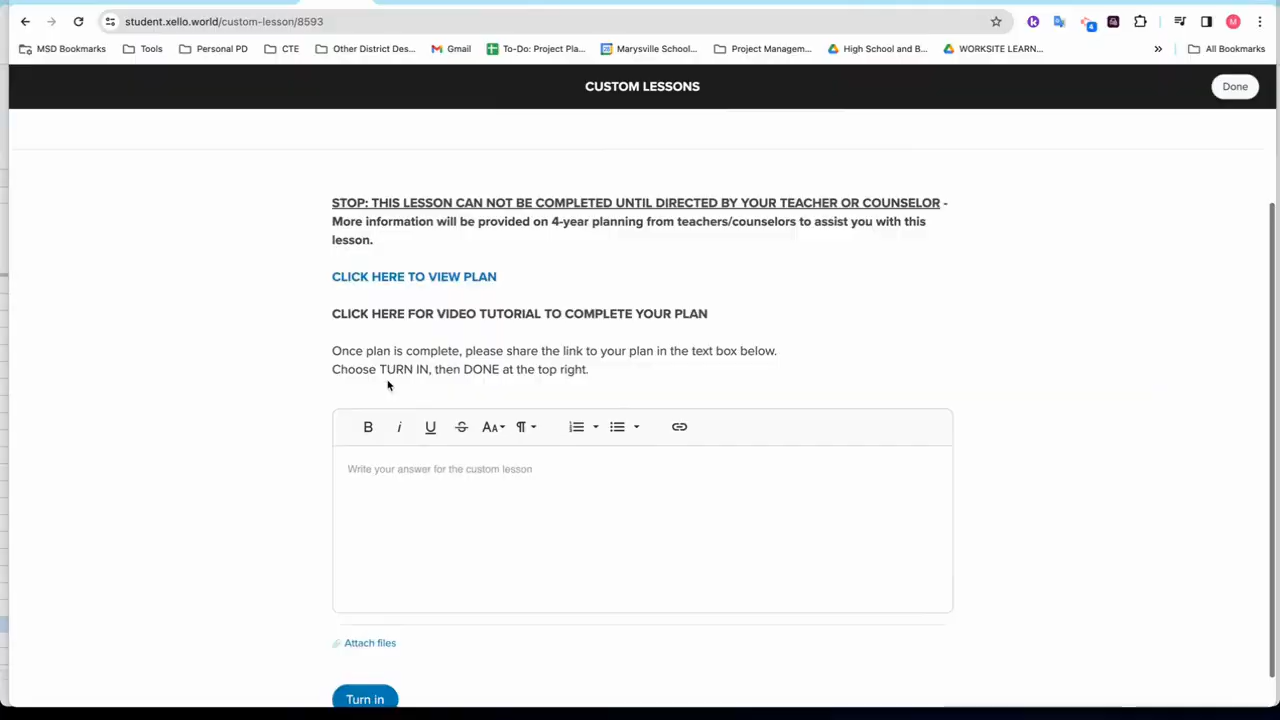 student.xello.world/custom-lesson/8593
M
4
MSD Bookmarks
Tools
Personal PD
CTE
Other District Des...
Gmail
To-Do: Project Pla...
Marysville School...
Project Managem...
High School and B...
WORKSITE LEARN...
»
All Bookmarks
CUSTOM LESSONS
Done
STOP: THIS LESSON CAN NOT BE COMPLETED UNTIL DIRECTED BY YOUR TEACHER OR COUNSELOR -
More information will be provided on 4-year planning from teachers/counselors to assist you with this
lesson.
CLICK HERE TO VIEW PLAN
CLICK HERE FOR VIDEO TUTORIAL TO COMPLETE YOUR PLAN
Once plan is complete, please share the link to your plan in the text box below.
Choose TURN IN, then DONE at the top right.
B i U S AA ¶
Write your answer for the custom lesson
Attach files
Turn in